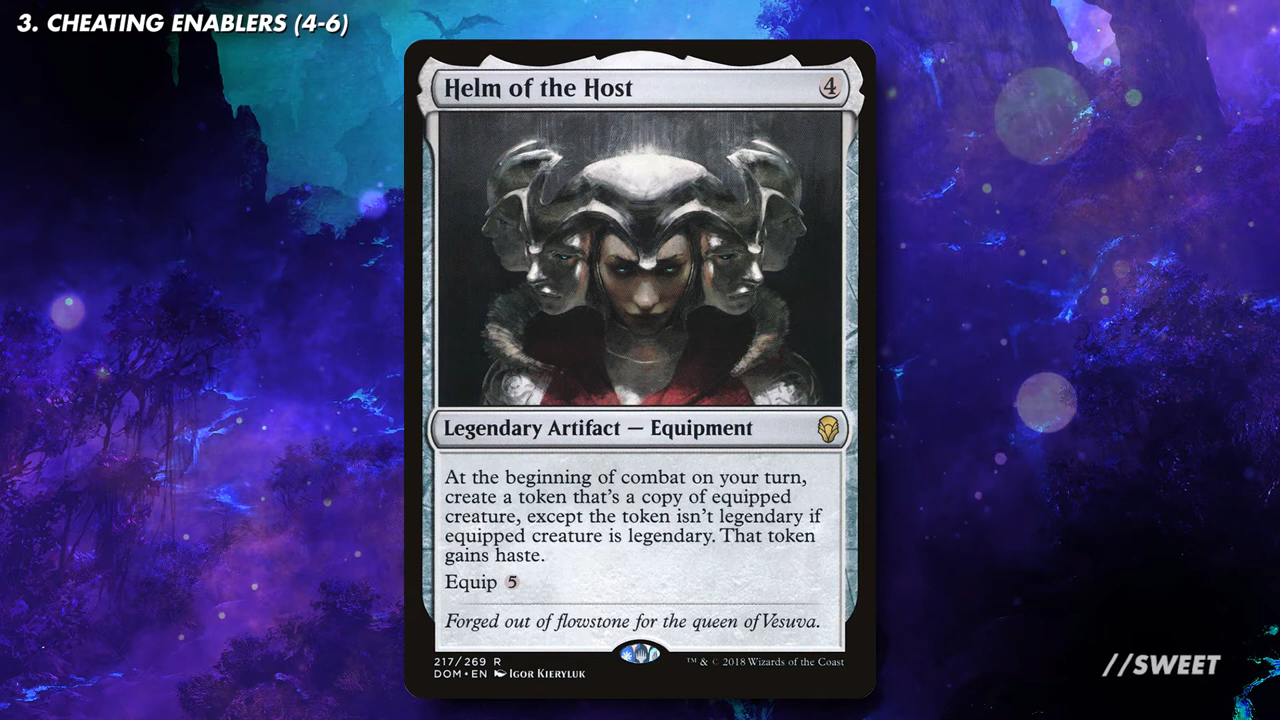 3. CHEATING ENABLERS (4-6)
Helm of the Host 4
Legendary Artifact — Equipment
At the beginning of combat on your turn,
create a token that's a copy of equipped
creature, except the token isn't legendary if
equipped creature is legendary. That token
gains haste.
Equip 5
Forged out of flowstone for the queen of Vesuva.
217/269 R
DOM • EN IGOR KIERYLUK
™ & © 2018 Wizards of the Coast
//SWEET